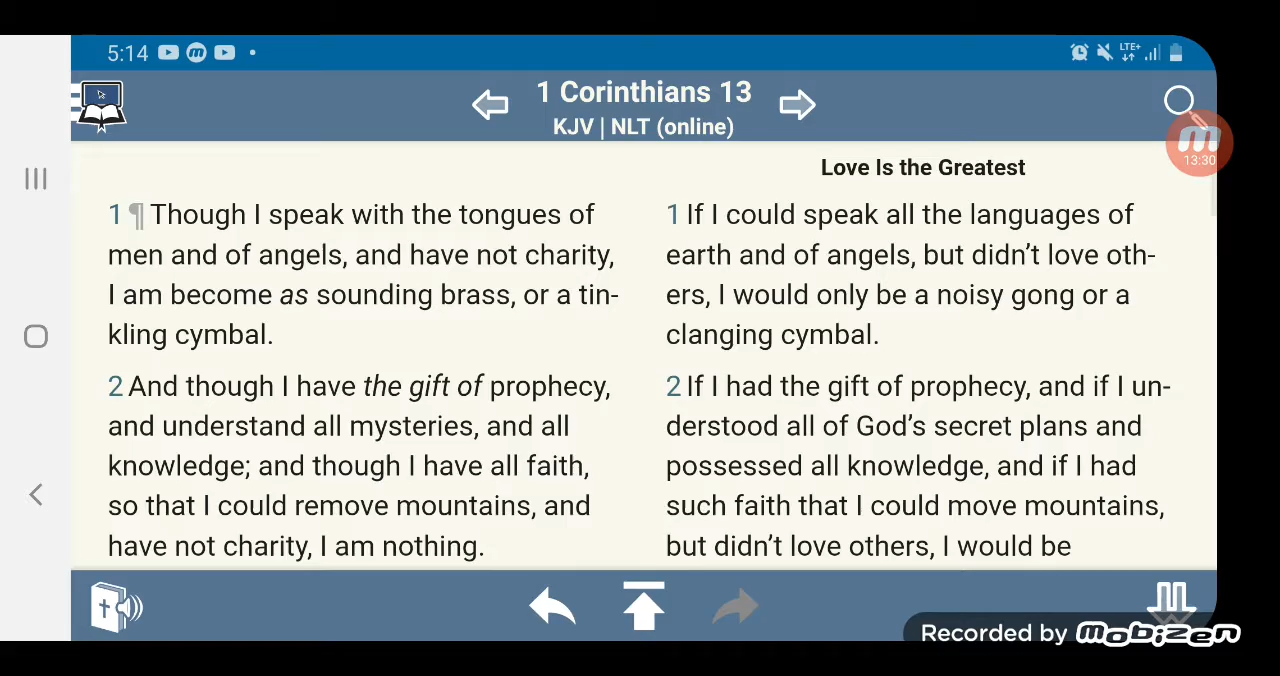 5:14
LTE+
1 Corinthians 13
KJV | NLT (online)
13:30
1 ¶ Though I speak with the tongues of
men and of angels, and have not charity,
I am become as sounding brass, or a tin-
kling cymbal.
2 And though I have the gift of prophecy,
and understand all mysteries, and all
knowledge; and though I have all faith,
so that I could remove mountains, and
have not charity, I am nothing.
Love Is the Greatest
1 If I could speak all the languages of
earth and of angels, but didn’t love oth-
ers, I would only be a noisy gong or a
clanging cymbal.
2 If I had the gift of prophecy, and if I un-
derstood all of God’s secret plans and
possessed all knowledge, and if I had
such faith that I could move mountains,
but didn’t love others, I would be
Recorded by Mobizen